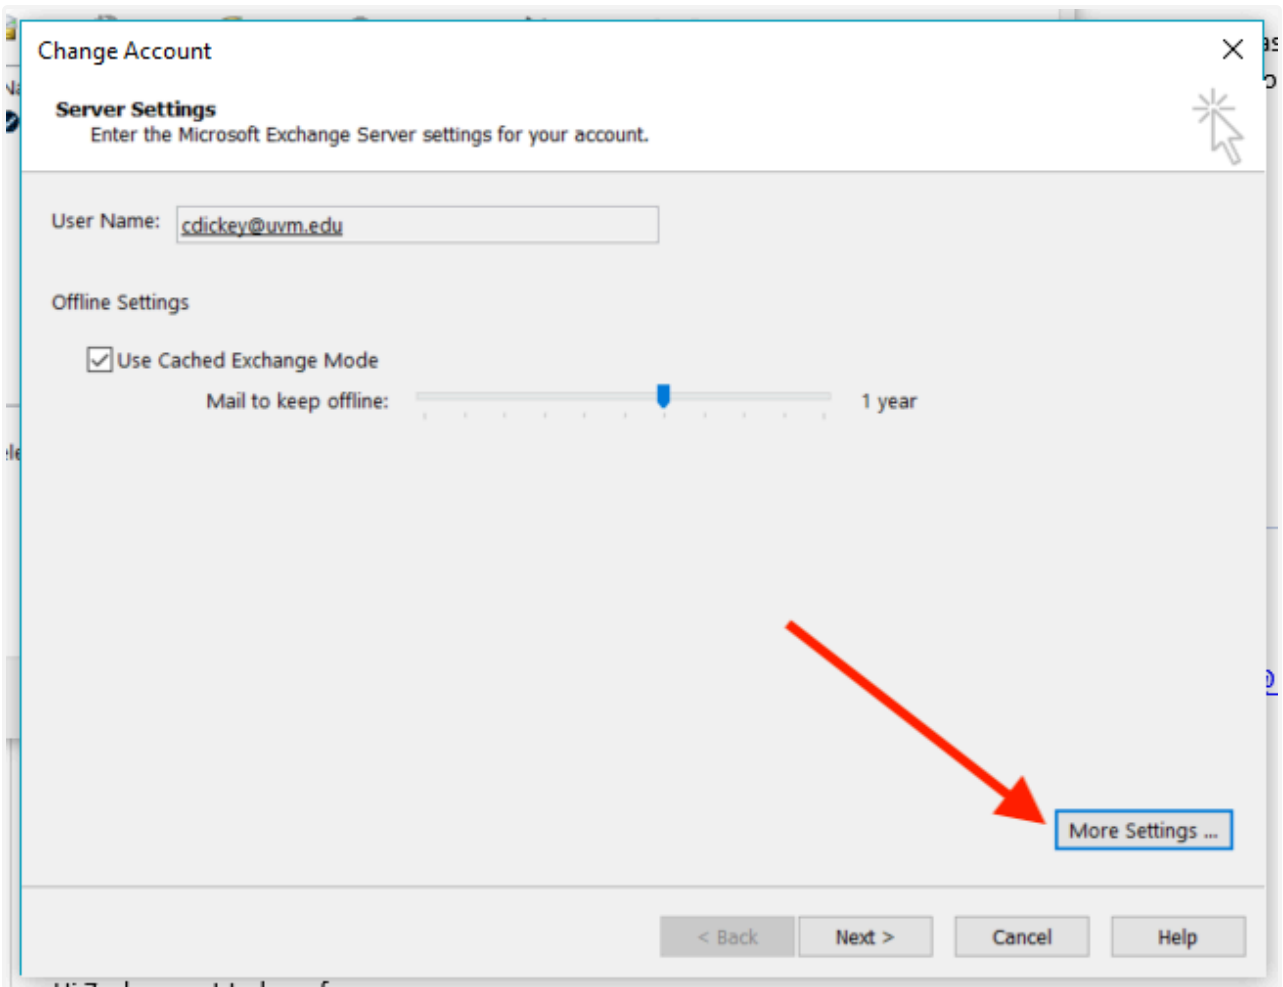 Change Account
Server Settings
Enter the Microsoft Exchange Server settings for your account.
User Name: cdickey@uvm.edu
Offline Settings
Use Cached Exchange Mode
Mail to keep offline: 1 year
More Settings ...
< Back Next > Cancel Help